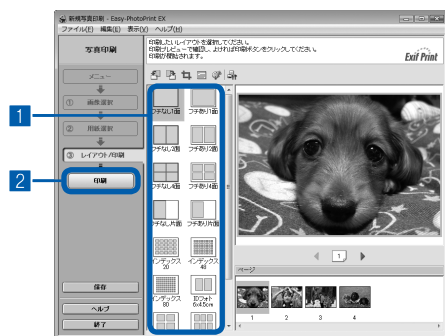 新規写真印刷 - Easy-PhotoPrint EX
ファイル(F) 編集(E) 表示(V) ヘルプ(H)
写真印刷
印刷したいレイアウトを選択してください。
印刷プレビューで確認し、よければ印刷ボタンをクリックしてください。
印刷が開始されます。
Exif Print
メニュー
① 画像選択
② 用紙選択
③ レイアウト/印刷
印刷
保存
ヘルプ
終了
1
2
フチなし1面 フチあり1面
フチなし2面 フチあり2面
フチなし4面 フチあり4面
フチなし片面 フチあり片面
インデックス 20 インデックス 48
インデックス 80 IDフォト 6x4.5cm
1
ページ
1 2 3 4